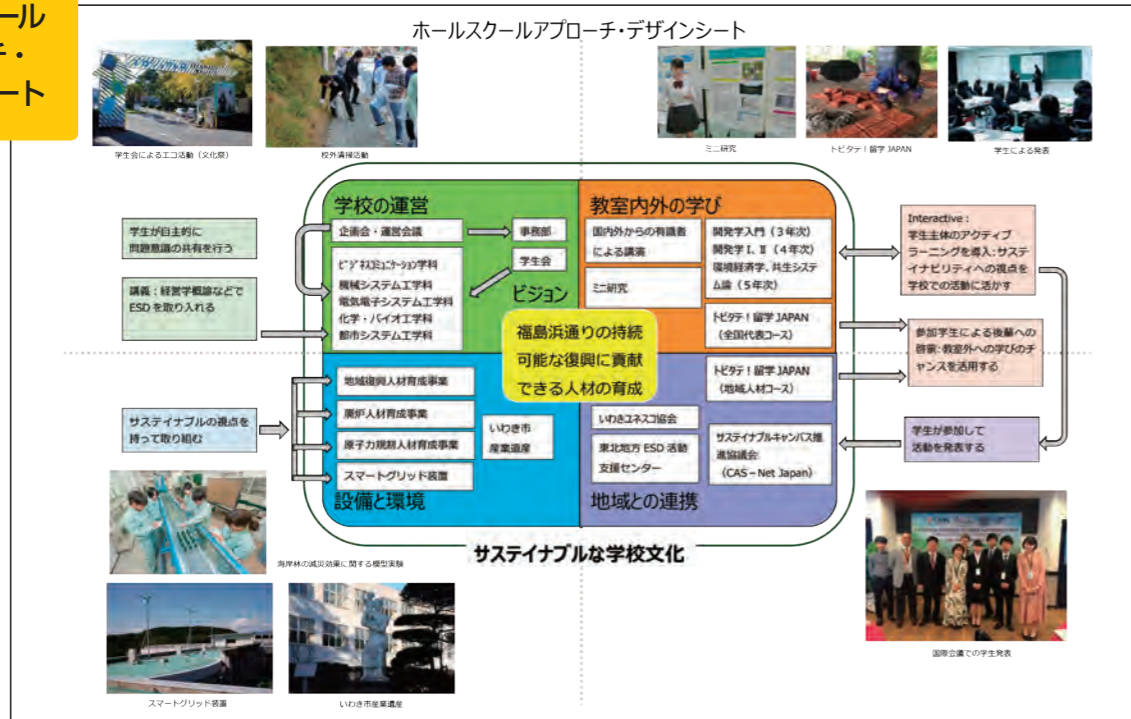 ール
チ・
ート
ホールスクールアプローチ・デザインシート
学生会によるエコ活動（文化祭）
校外清掃活動
ミニ研究
トビタテ！留学 JAPAN
学生による発表
学校の運営
企画会・運営会議
事務部
学生会
ビジネスコミュニケーション学科
機械システム工学科
電気電子システム工学科
化学・バイオ工学科
都市システム工学科
ビジョン
教室内外の学び
国内外からの有識者
による講演
ミニ研究
開発学入門（３年次）
開発学 I、II（４年次）
環境経済学、共生システ
ム論（５年次）
トビタテ！留学 JAPAN
（全国代表コース）
学生が自主的に
問題意識の共有を行う
講義：経営学概論などで
ESD を取り入れる
Interactive：
学生主体のアクティブ
ラーニングを導入：サステ
イナビリティへの視点を
学校での活動に活かす
参加学生による後輩への
啓蒙：教室外への学びのチ
ャンスを活用する
福島浜通りの持続
可能な復興に貢献
できる人材の育成
サステイナブルの視点を
持って取り組む
地域復興人材育成事業
廃炉人材育成事業
原子力規制人材育成事業
スマートグリッド装置
いわき市
産業遺産
設備と環境
トビタテ！留学 JAPAN
（地域人材コース）
いわきユネスコ協会
東北地方 ESD 活動
支援センター
サステイナブルキャンパス推
進協議会
（CAS－Net Japan）
地域との連携
学生が参加して
活動を発表する
サステイナブルな学校文化
海岸林の減災効果に関する模型実験
スマートグリッド装置
いわき市産業遺産
国際会議での学生発表